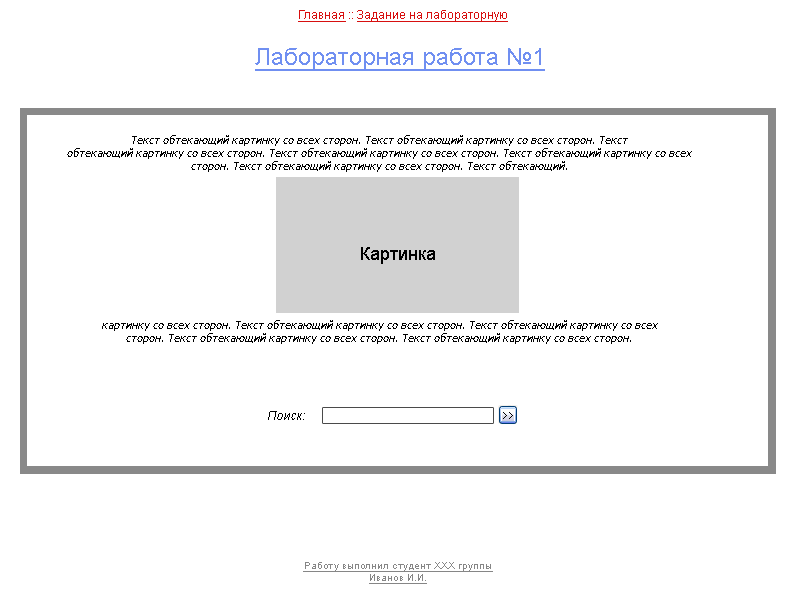 Главная :: Задание на лабораторную
Лабораторная работа №1
Текст обтекающий картинку со всех сторон. Текст обтекающий картинку со всех сторон. Текст
обтекающий картинку со всех сторон. Текст обтекающий картинку со всех сторон. Текст обтекающий картинку со всех
сторон. Текст обтекающий картинку со всех сторон. Текст обтекающий.
Картинка
картинку со всех сторон. Текст обтекающий картинку со всех сторон. Текст обтекающий картинку со всех
сторон. Текст обтекающий картинку со всех сторон. Текст обтекающий картинку со всех сторон.
Поиск: >>
Работу выполнил студент XXX группы
Иванов И.И.